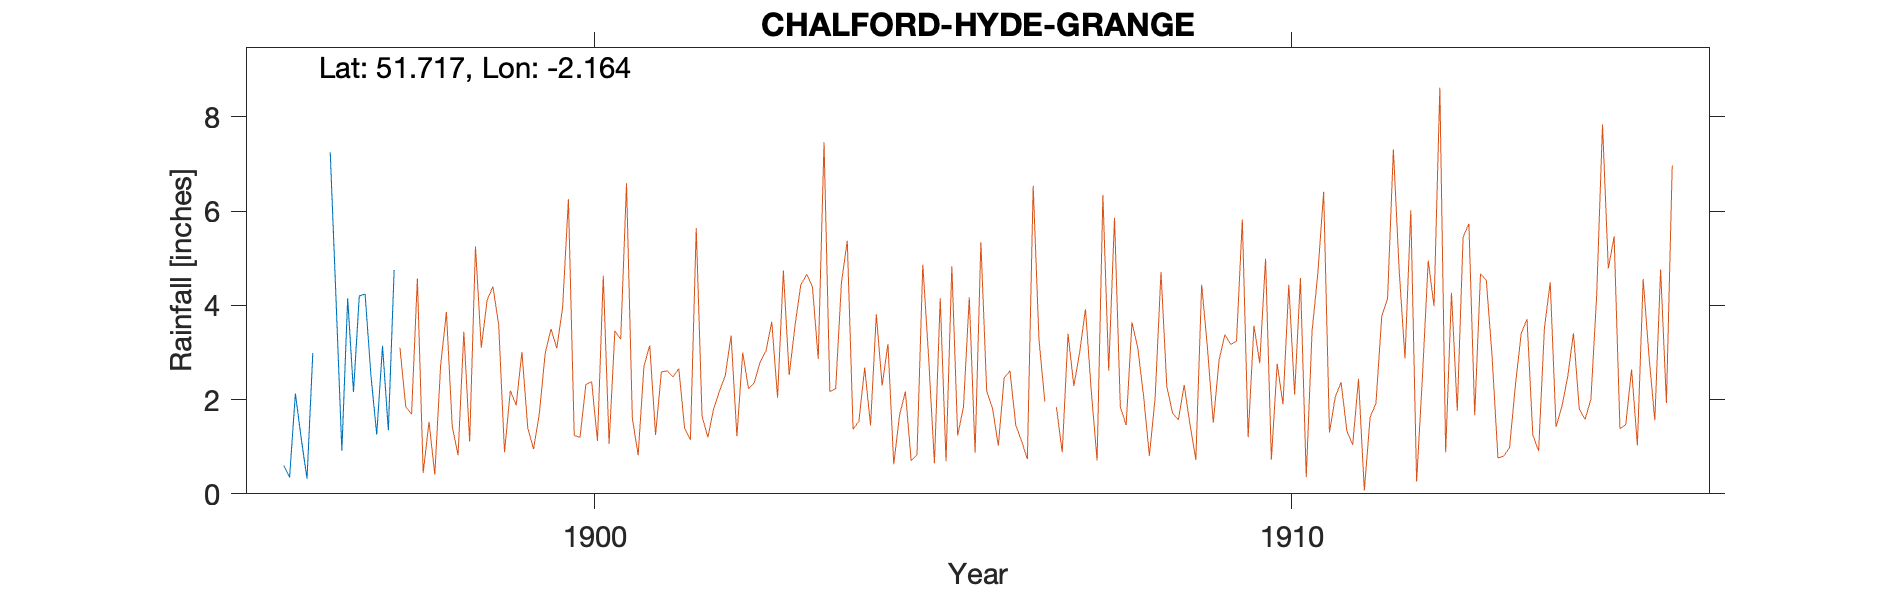 CHALFORD-HYDE-GRANGE
Lat: 51.717, Lon: -2.164
8
6
4
2
0
Rainfall [inches]
1900 1910
Year